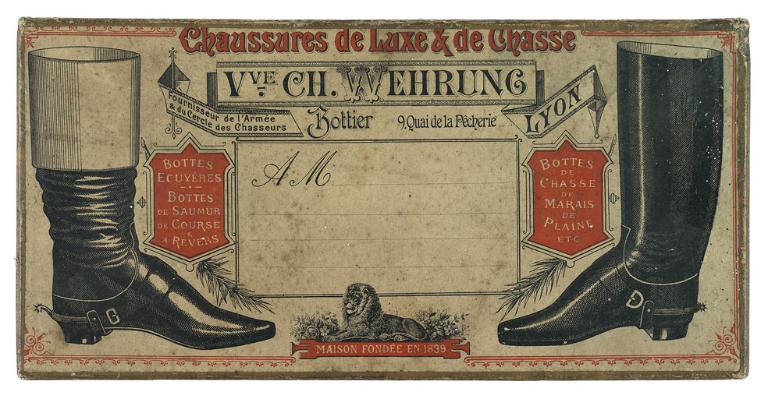 Chaussures de Luxe & de Chasse
VVE CH. WEHRUNG
Fournisseur de l'Armée
& du Cercle des Chasseurs
Bottier 9, Quai de la Pêcherie
LYON
BOTTES
ECUYÈRES
BOTTES
DE SAUMUR
DE COURSE
&
A REVERS
A M
BOTTES
DE
CHASSE
DE
MARAIS
DE
PLAINE
ETC
G
D
MAISON FONDÉE EN 1839